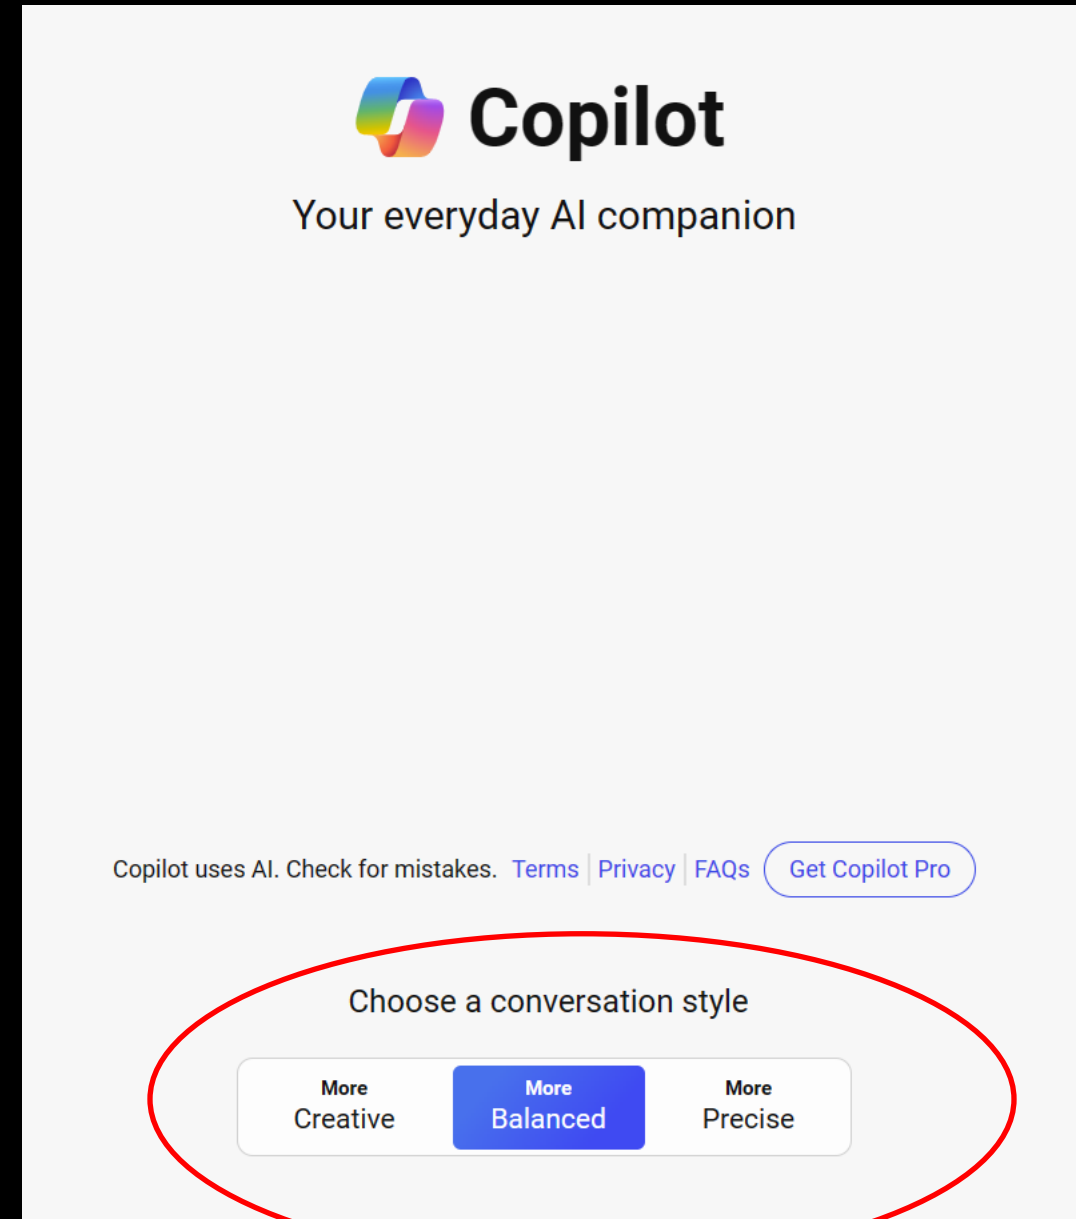 Copilot
Your everyday AI companion
Copilot uses AI. Check for mistakes. Terms Privacy FAQs Get Copilot Pro
Choose a conversation style
More More More
Creative Balanced Precise